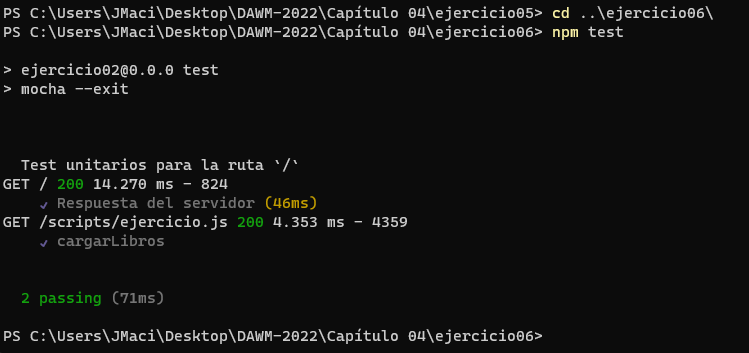 PS C:\Users\JMaci\Desktop\DAWM-2022\Capítulo 04\ejercicio05> cd ..\ejercicio06\
PS C:\Users\JMaci\Desktop\DAWM-2022\Capítulo 04\ejercicio06> npm test
> ejercicio02@0.0.0 test
> mocha --exit
Test unitarios para la ruta `/`
GET / 200 14.270 ms - 824
✓ Respuesta del servidor (46ms)
GET /scripts/ejercicio.js 200 4.353 ms - 4359
✓ cargarLibros
2 passing (71ms)
PS C:\Users\JMaci\Desktop\DAWM-2022\Capítulo 04\ejercicio06>